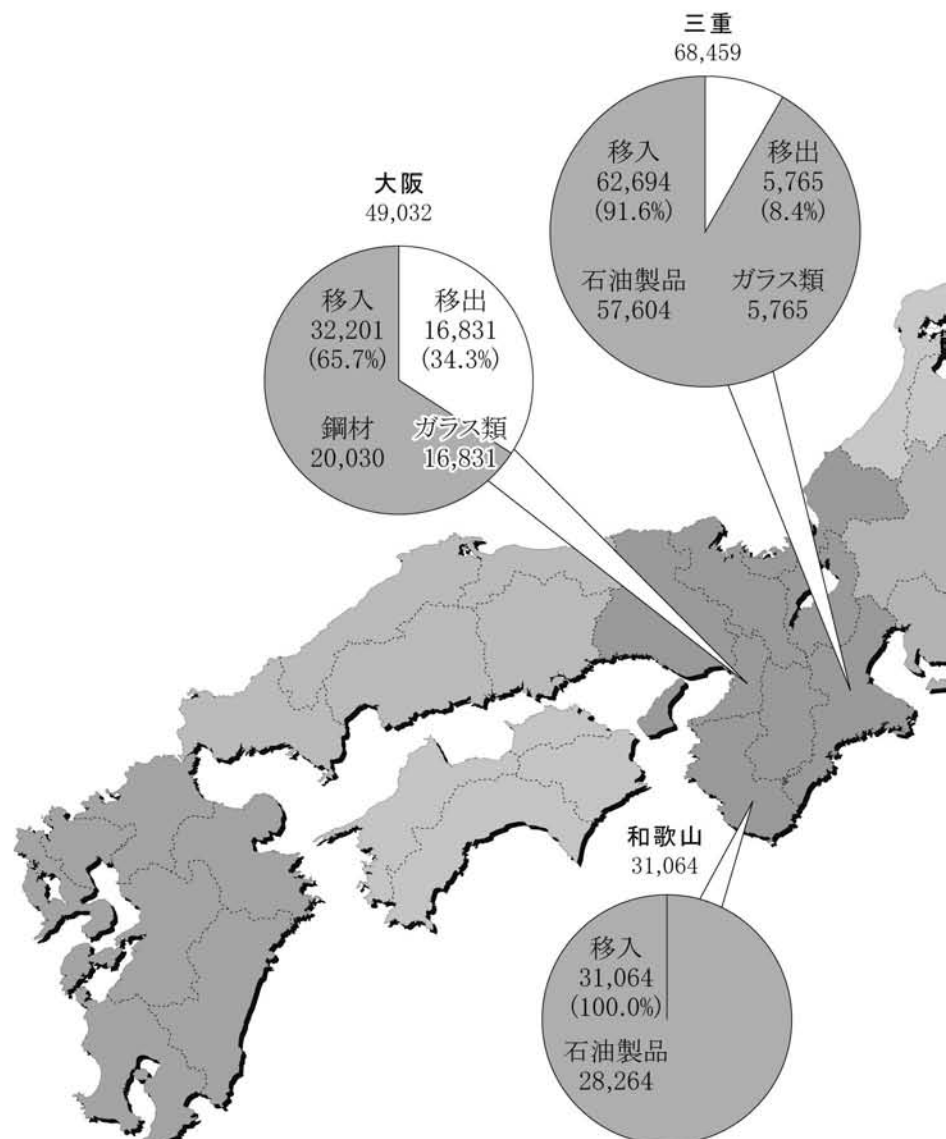 三重
68,459
移入
62,694
(91.6%)
移出
5,765
(8.4%)
石油製品
57,604
ガラス類
5,765
大阪
49,032
移入
32,201
(65.7%)
移出
16,831
(34.3%)
鋼材
20,030
ガラス類
16,831
和歌山
31,064
移入
31,064
(100.0%)
石油製品
28,264